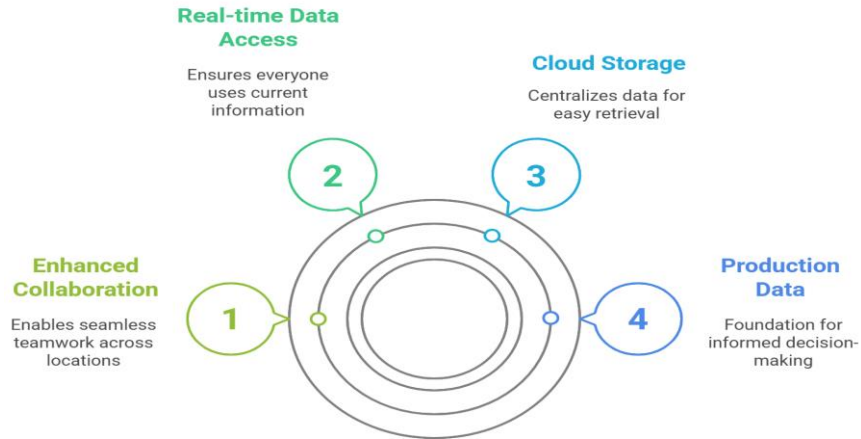 Real-time Data
Access
Ensures everyone
uses current
information
Cloud Storage
Centralizes data for
easy retrieval
2
3
Enhanced
Collaboration
Enables seamless
teamwork across
locations
1
4
Production
Data
Foundation for
informed decision-
making